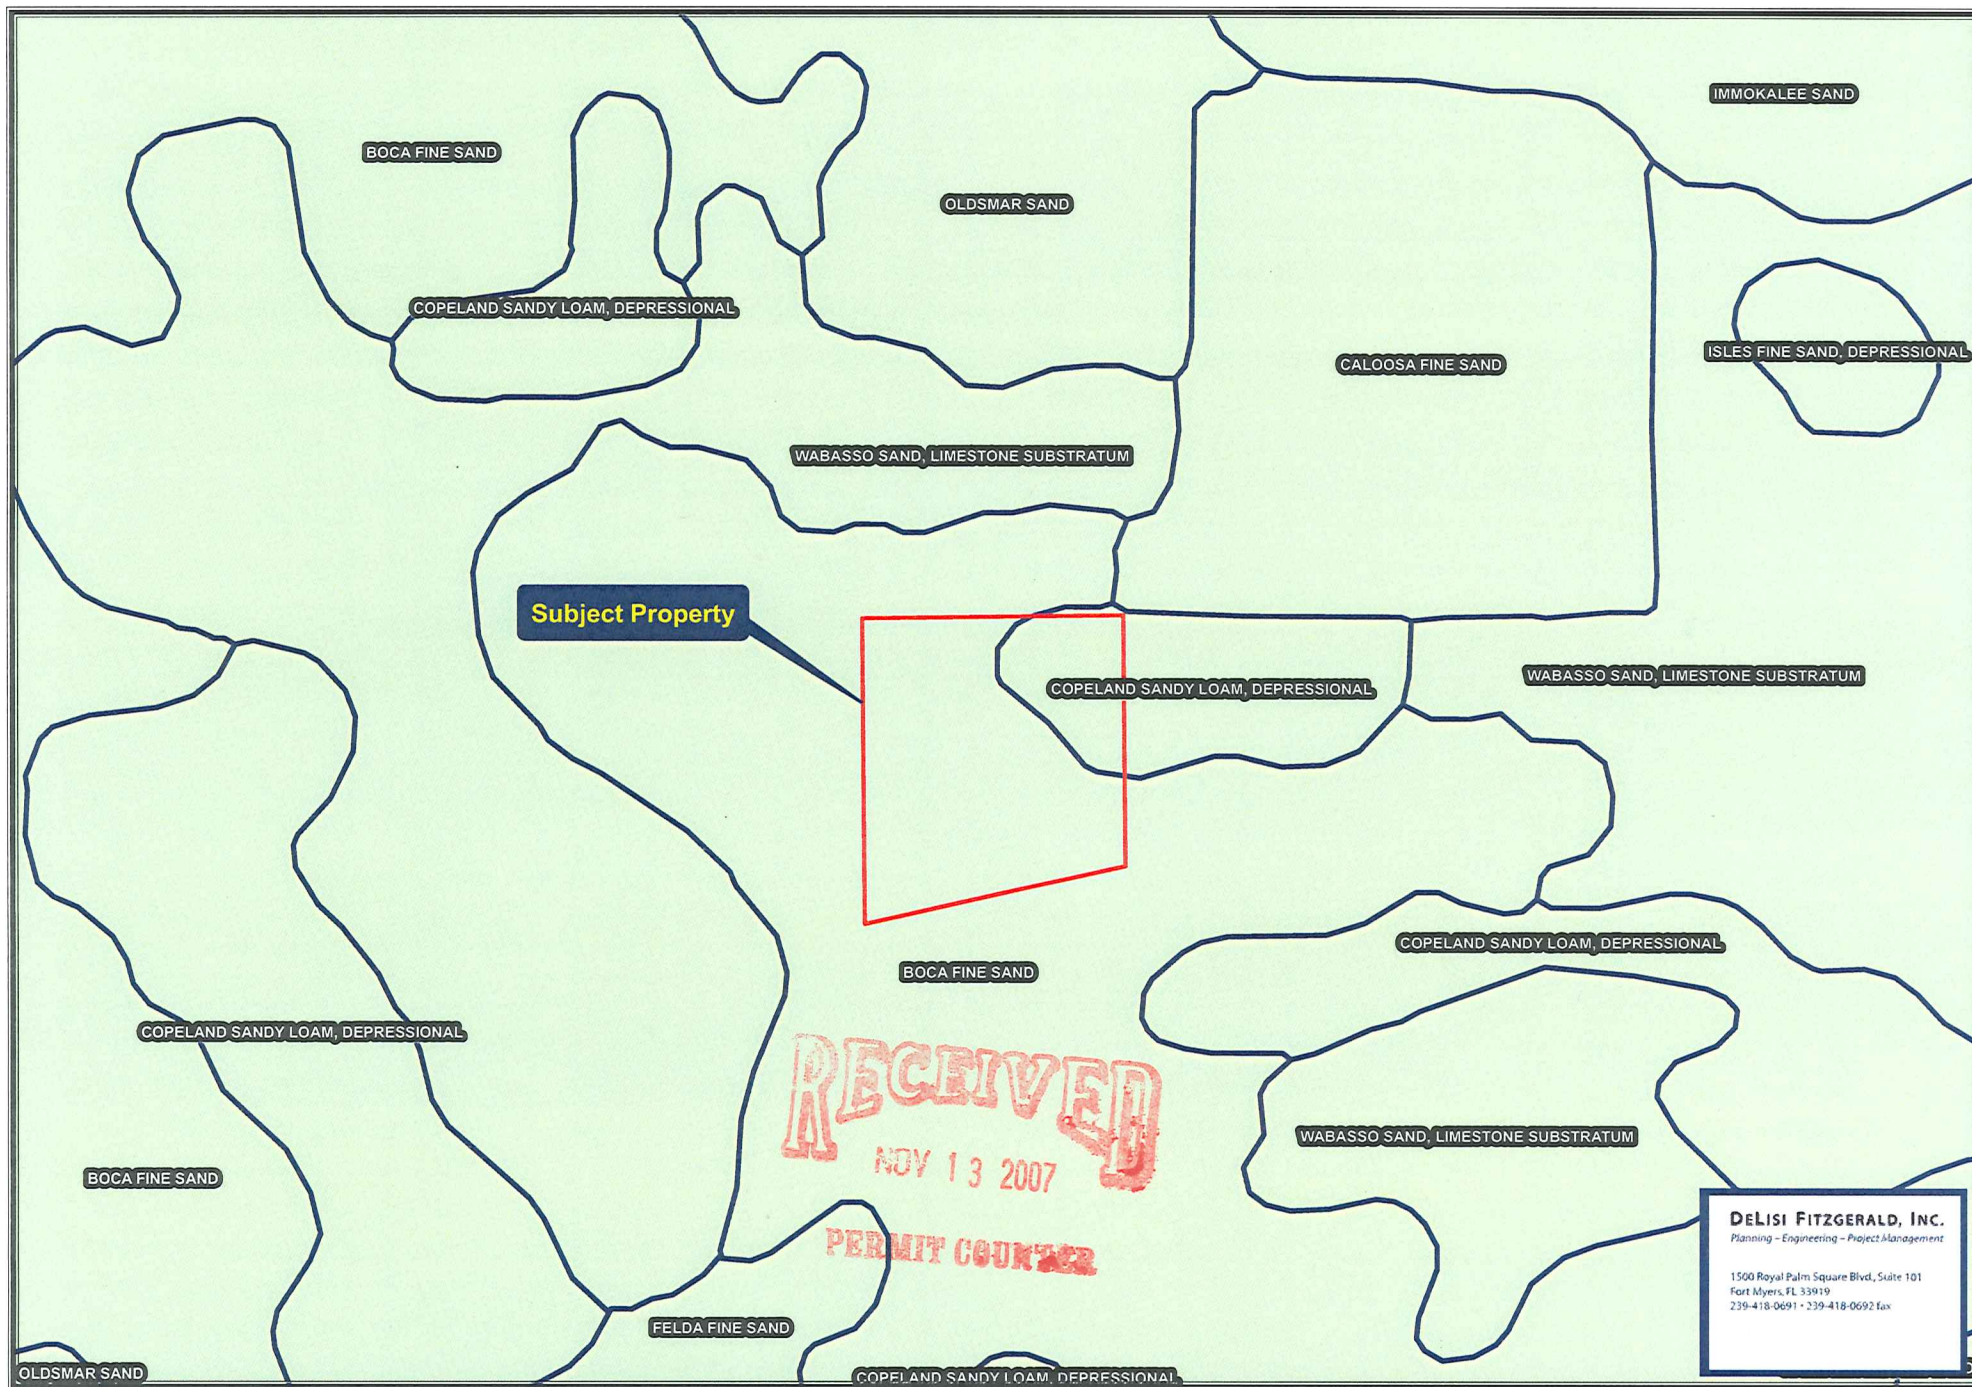 IMMOKALEE SAND
BOCA FINE SAND
OLDSMAR SAND
COPELAND SANDY LOAM, DEPRESSIONAL
ISLES FINE SAND, DEPRESSIONAL
CALOOSA FINE SAND
WABASSO SAND, LIMESTONE SUBSTRATUM
Subject Property
WABASSO SAND, LIMESTONE SUBSTRATUM
COPELAND SANDY LOAM, DEPRESSIONAL
COPELAND SANDY LOAM, DEPRESSIONAL
BOCA FINE SAND
COPELAND SANDY LOAM, DEPRESSIONAL
RECEIVED
NOV 13 2007
PERMIT COUNTER
WABASSO SAND, LIMESTONE SUBSTRATUM
BOCA FINE SAND
DELISI FITZGERALD, INC.
Planning – Engineering – Project Management
1500 Royal Palm Square Blvd., Suite 101
Fort Myers, FL 33919
239-418-0691 • 239-418-0692 fax
FELDA FINE SAND
OLDSMAR SAND
COPELAND SANDY LOAM, DEPRESSIONAL